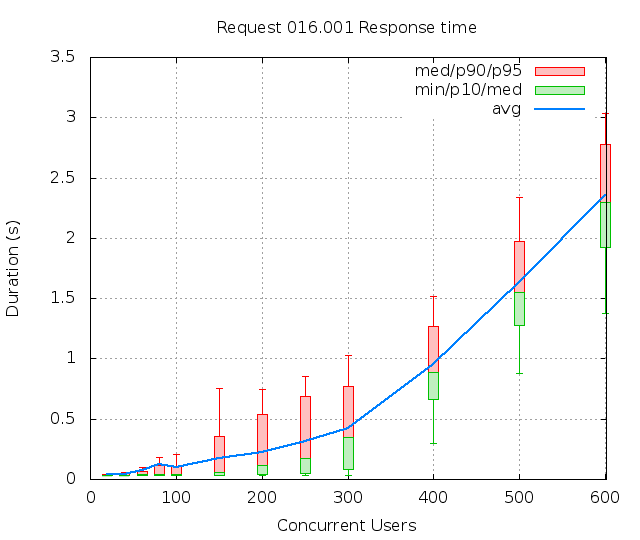 Request 016.001 Response time
3.5
3
2.5
2
1.5
1
0.5
0
Duration (s)
med/p90/p95
min/p10/med
avg
0 100 200 300 400 500 600
Concurrent Users